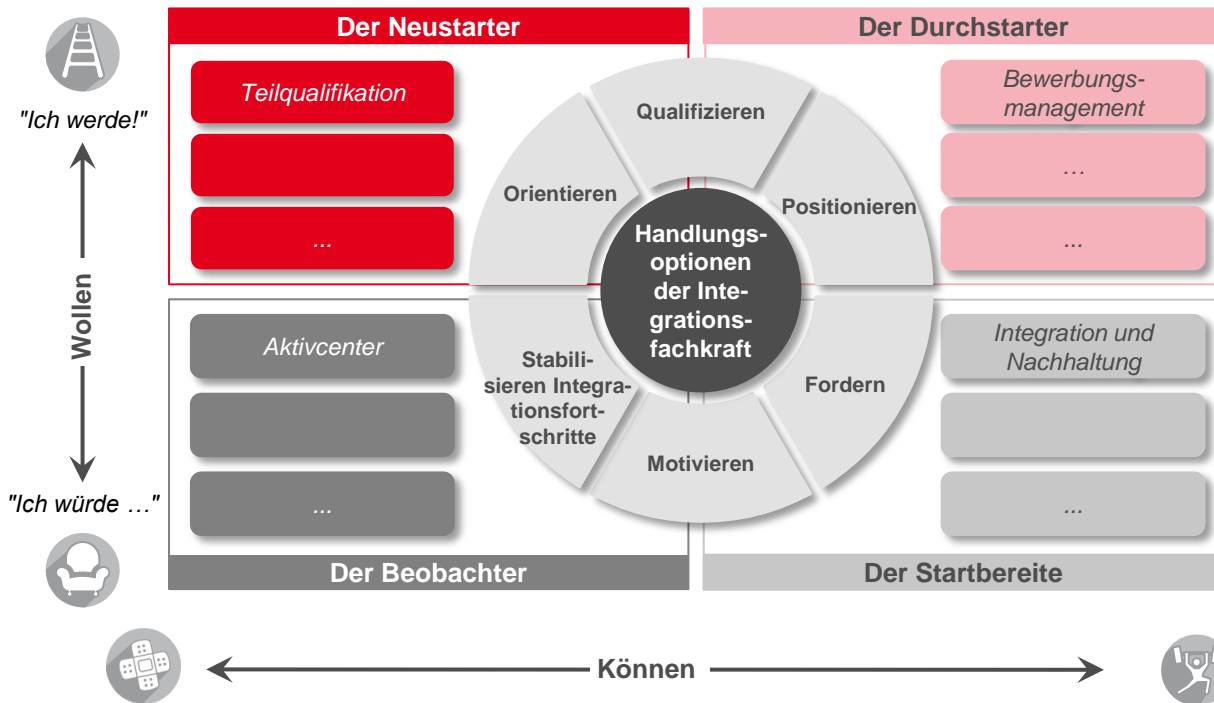 Der Neustarter
Der Durchstarter
"Ich werde!"
Wollen
"Ich würde …"
Teilqualifikation
...
Bewerbungs-
management
…
...
Qualifizieren
Orientieren
Positionieren
Handlungs-
optionen
der Inte-
grations-
fachkraft
Stabili-
sieren Integra-
tionsfort-
schritte
Fordern
Motivieren
Aktivcenter
...
Integration und
Nachhaltung
...
Der Beobachter
Der Startbereite
Können